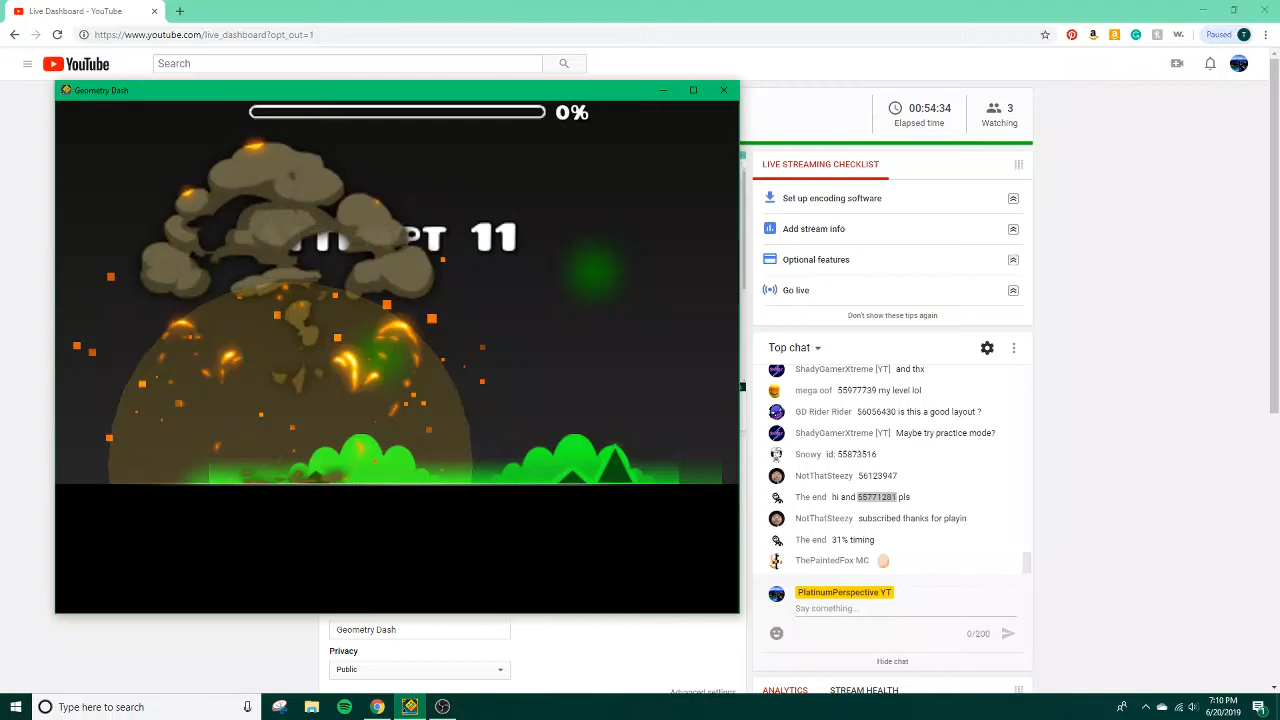 Live Dashboard - YouTube
https://www.youtube.com/live_dashboard?opt_out=1
Paused
T
YouTube
Search
Geometry Dash
0%
PT 11
00:54:34
Elapsed time
3
Watching
LIVE STREAMING CHECKLIST
Set up encoding software
Add stream info
Optional features
Go live
Don't show these tips again
Top chat
ShadyGamerXtreme [YT] and thx
mega oof 55977739 my level lol
GD Rider Rider 56056430 is this a good layout ?
ShadyGamerXtreme [YT] Maybe try practice mode?
Snowy id: 55873516
NotThatSteezy 56123947
The end hi and 55771281 pls
NotThatSteezy subscribed thanks for playin
The end 31% timing
ThePaintedFox MC
PlatinumPerspective YT
Say something...
0/200
Hide chat
Geometry Dash
Privacy
Public
Advanced settings
ANALYTICS STREAM HEALTH
Type here to search
7:10 PM
6/20/2019